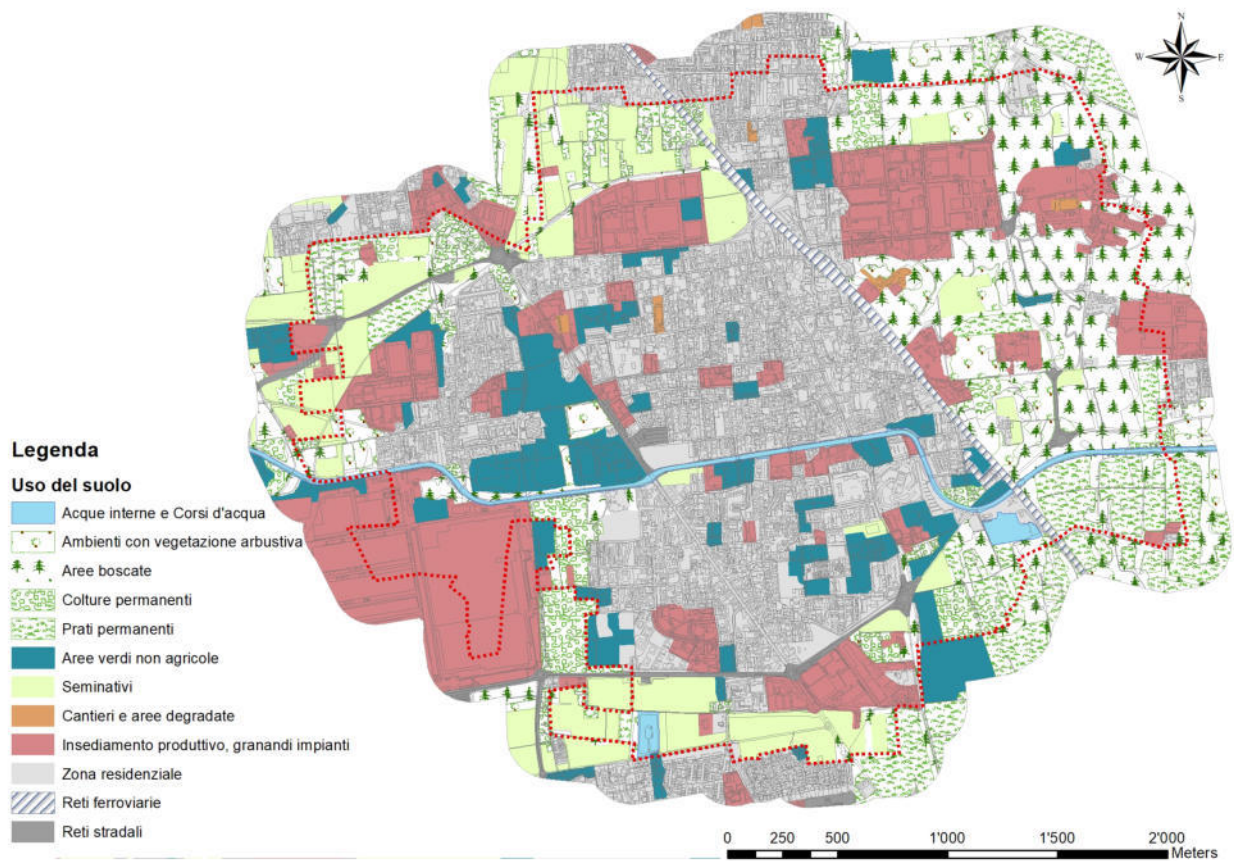 N
W E
S
Legenda
Uso del suolo
Acque interne e Corsi d'acqua
Ambienti con vegetazione arbustiva
Aree boscate
Colture permanenti
Prati permanenti
Aree verdi non agricole
Seminativi
Cantieri e aree degradate
Insediamento produttivo, granandi impianti
Zona residenziale
Reti ferroviarie
Reti stradali
0 250 500 1'000 1'500 2'000
Meters